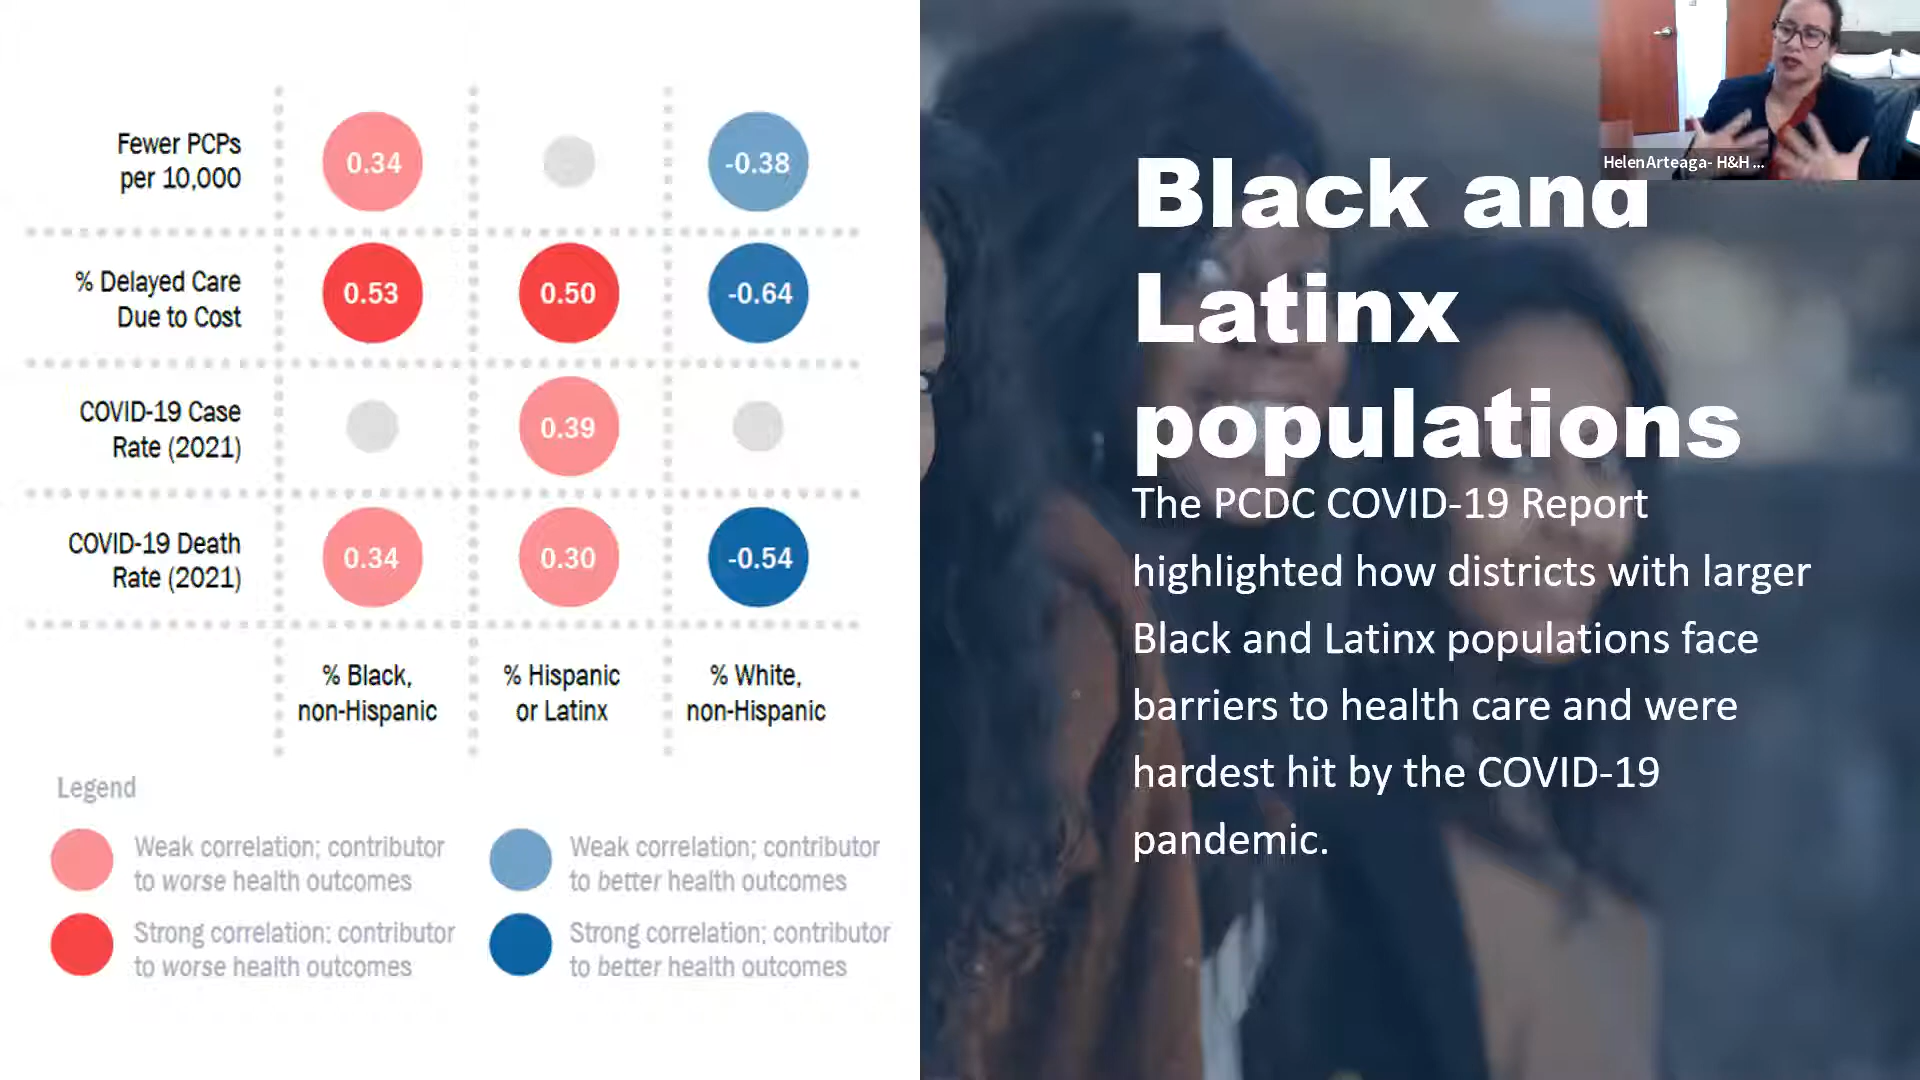 Fewer PCPs
per 10,000
0.34
-0.38
% Delayed Care
Due to Cost
0.53
0.50
-0.64
COVID-19 Case
Rate (2021)
0.39
COVID-19 Death
Rate (2021)
0.34
0.30
-0.54
% Black,
non-Hispanic
% Hispanic
or Latinx
% White,
non-Hispanic
Legend
Weak correlation; contributor
to worse health outcomes
Weak correlation; contributor
to better health outcomes
Strong correlation; contributor
to worse health outcomes
Strong correlation; contributor
to better health outcomes
HelenArteaga- H&H ...
Black and
Latinx
populations
The PCDC COVID-19 Report
highlighted how districts with larger
Black and Latinx populations face
barriers to health care and were
hardest hit by the COVID-19
pandemic.